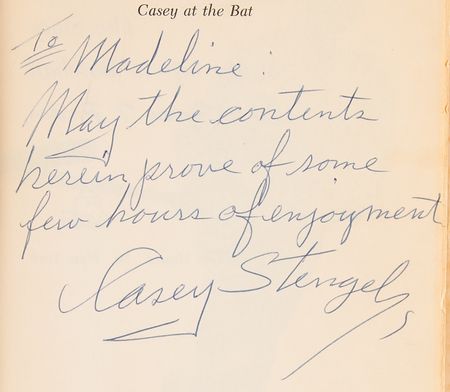 Casey at the Bat
To Madeline:
May the contents
herein prove of some
few hours of enjoyment
Casey Stengel